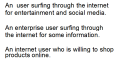 An user surfing through the internet
for entertainment and social media.
An enterprise user surfing through
the internet for some information.
An internet user who is willing to shop
products online.